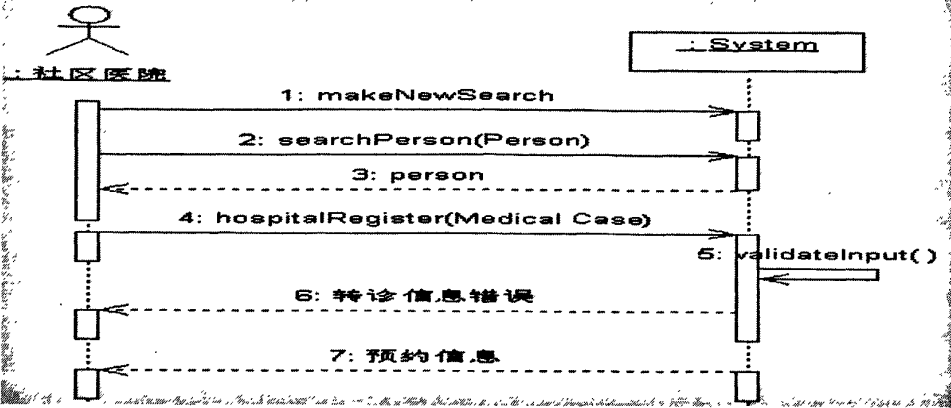 : 社区医院
: System
1: makeNewSearch
2: searchPerson(Person)
3: person
4: hospitalRegister(Medical Case)
5: validateInput( )
6: 转诊信息错误
7: 预约信息